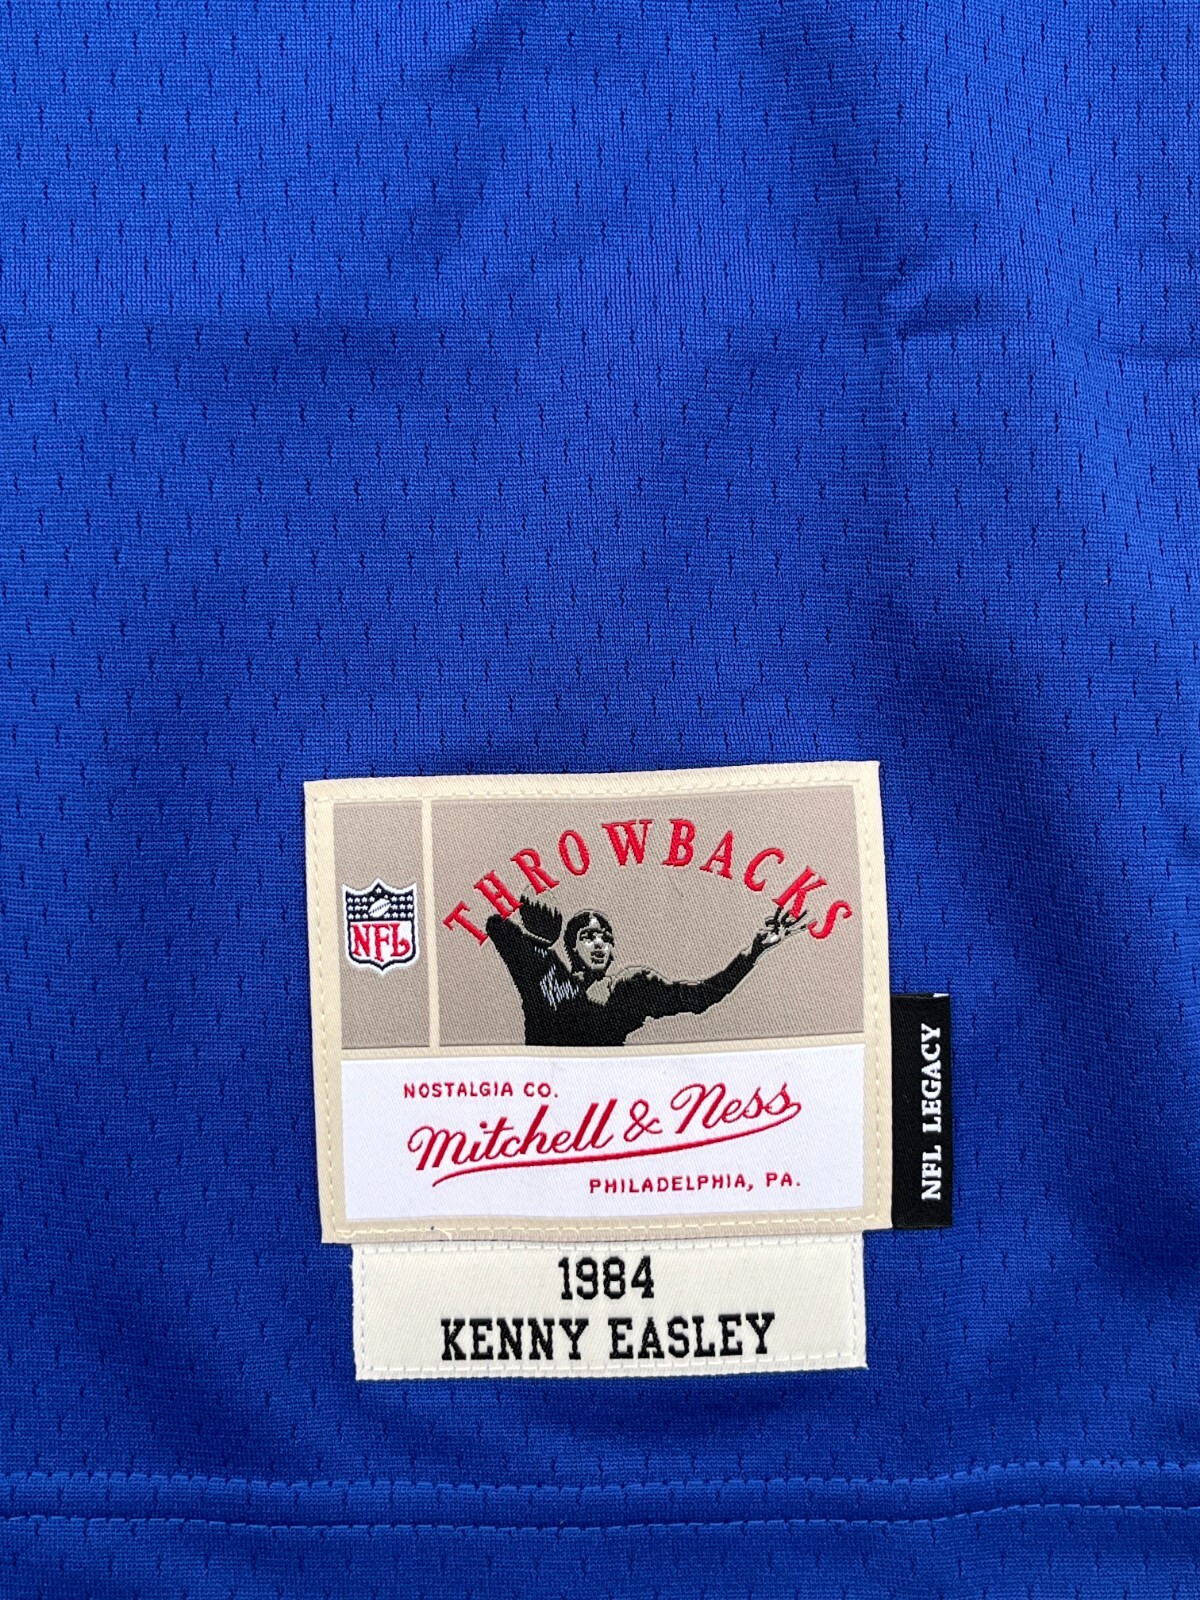 THROWBACKS
NFL
NOSTALGIA CO.
Mitchell & Ness
PHILADELPHIA, PA.
NFL LEGACY
1984
KENNY EASLEY